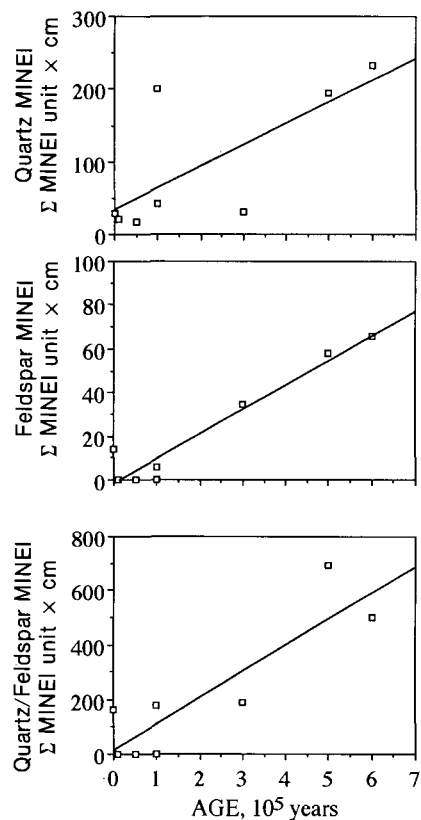 Quartz MINEI
Σ MINEI unit × cm
300
200
100
0
Feldspar MINEI
Σ MINEI unit × cm
100
80
60
40
20
0
Quartz/Feldspar MINEI
Σ MINEI unit × cm
800
600
400
200
0
0 1 2 3 4 5 6 7
AGE, 10⁵ years